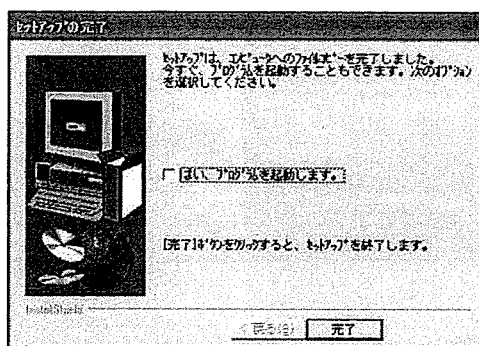 セットアップの完了
セットアップは、コンピュータへのファイルコピーを完了しました。
今すぐ、プログラムを起動することもできます。次のオプション
を選択してください。
はい、プログラムを起動します。
[完了]ボタンをクリックすると、セットアップを終了します。
InstallShield
< 戻る(B)
完了